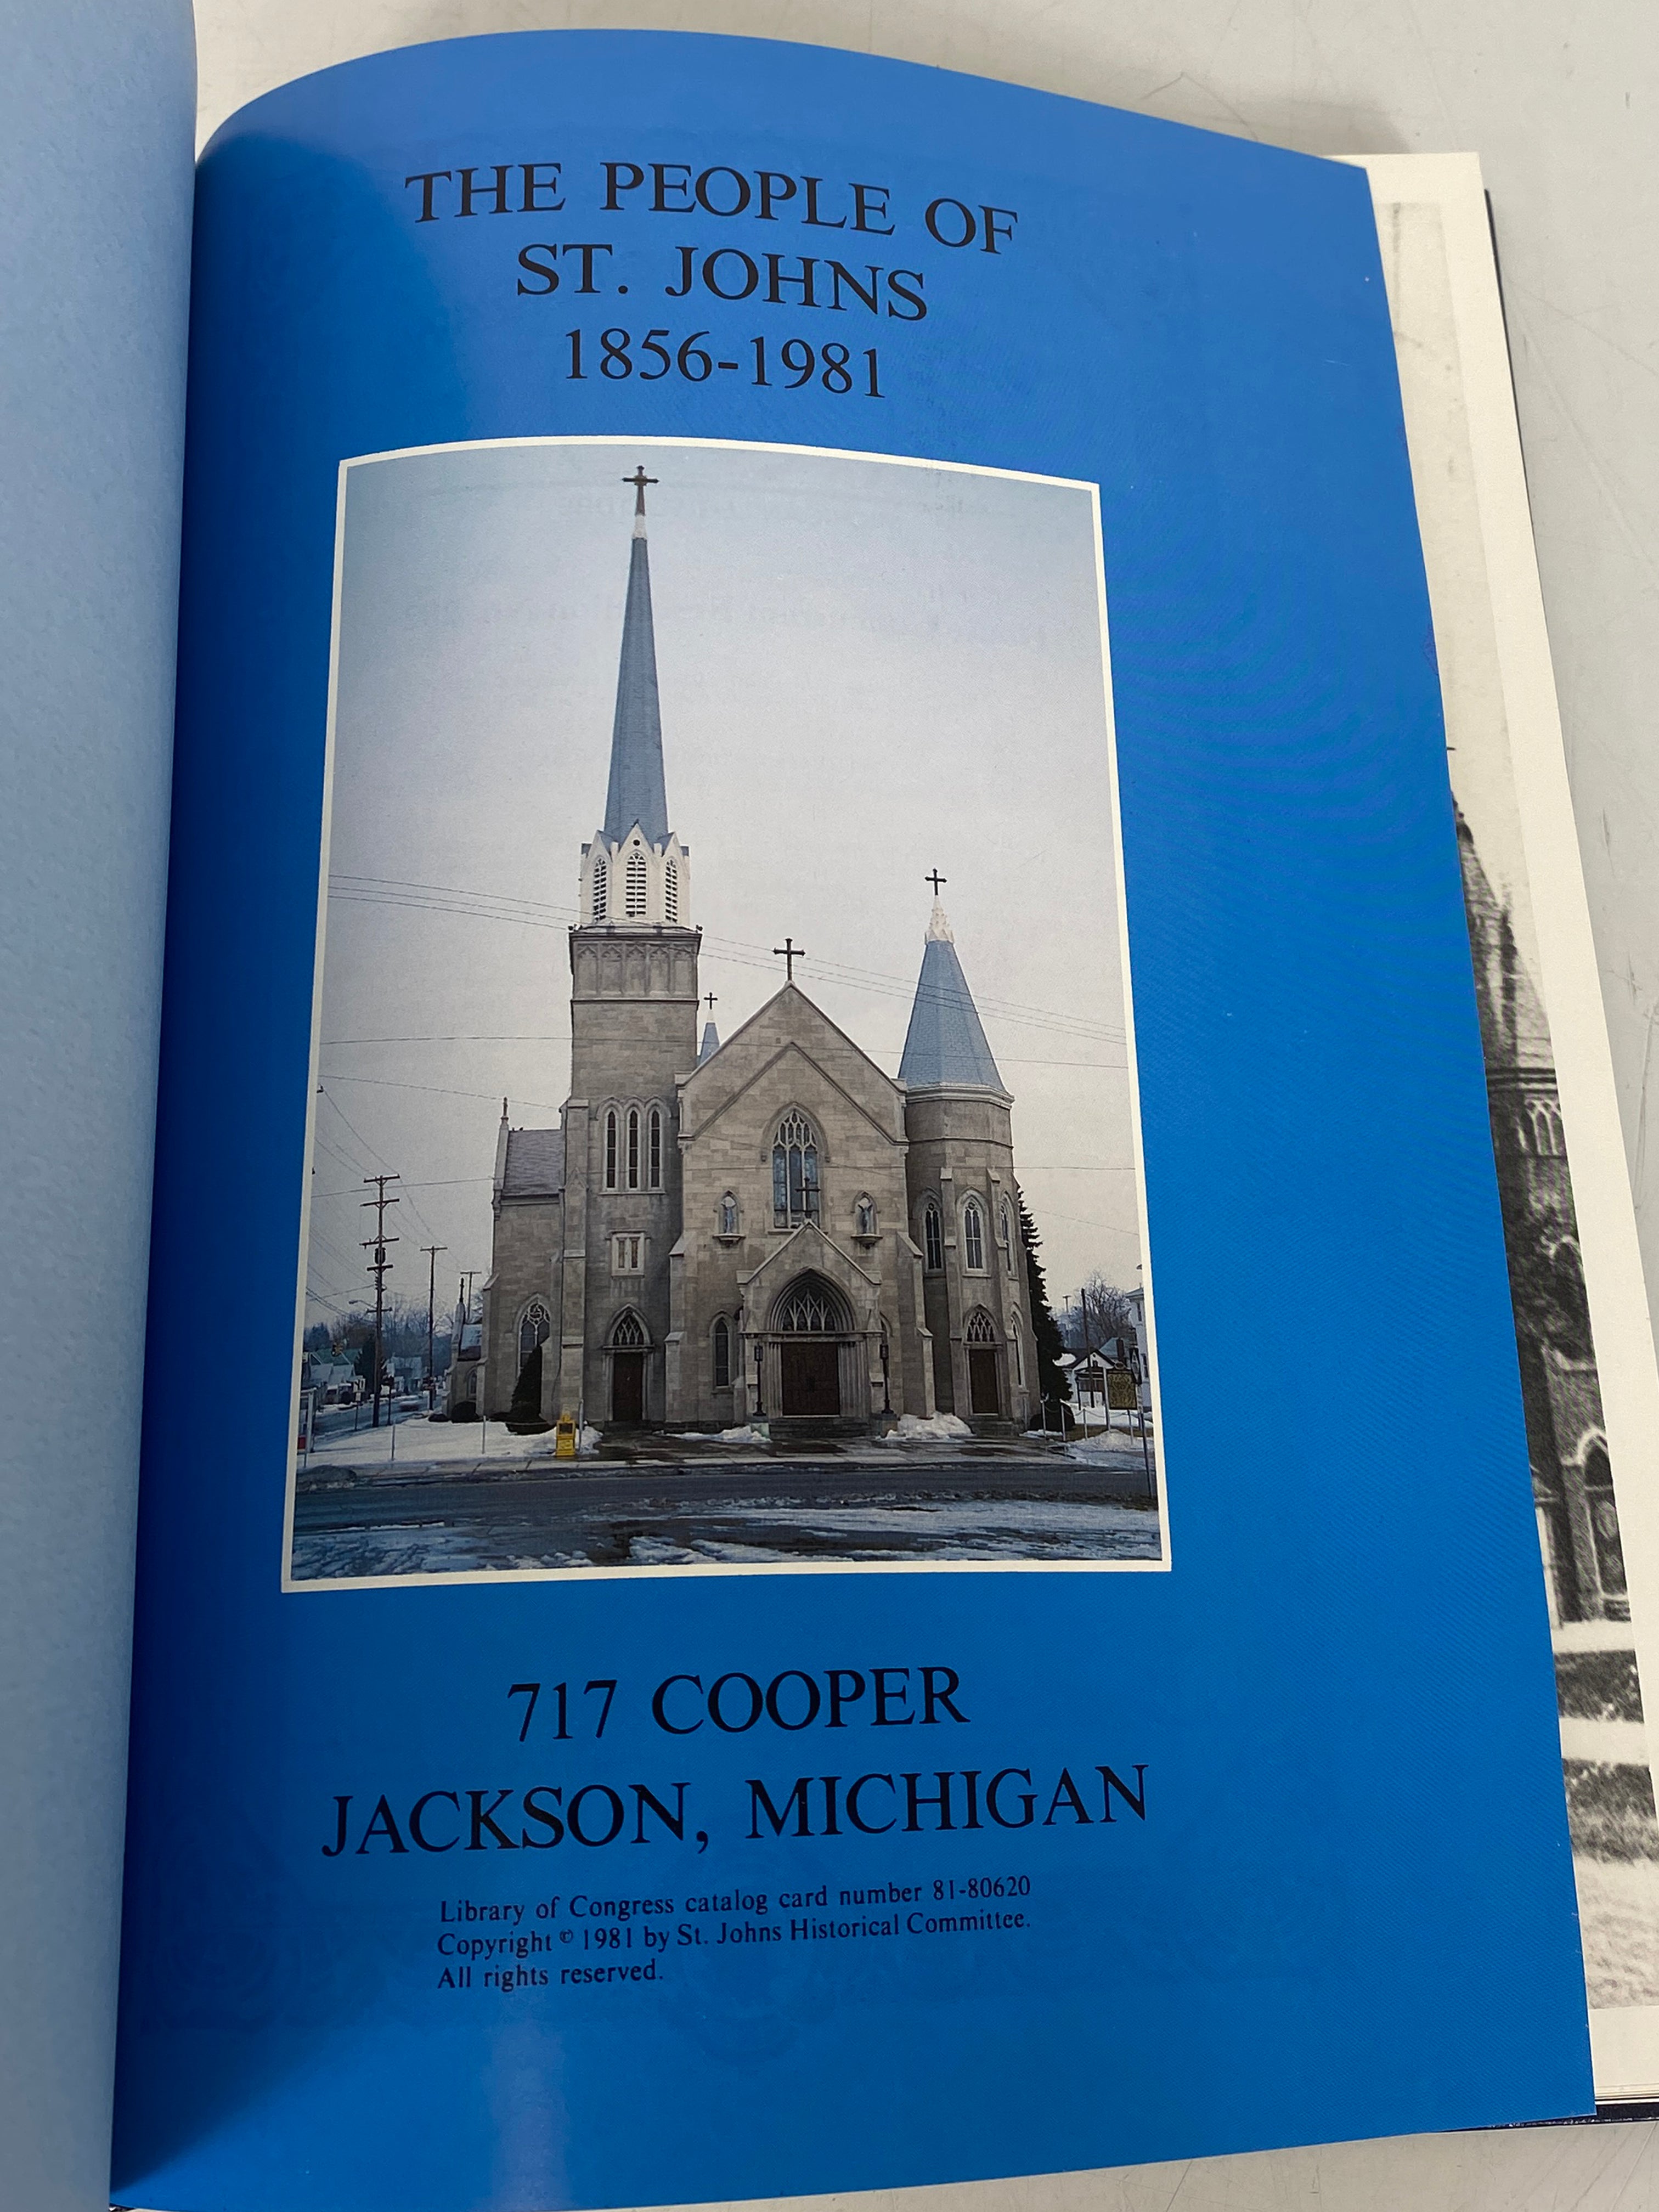 THE PEOPLE OF
ST. JOHNS
1856-1981
717 COOPER
JACKSON, MICHIGAN
Library of Congress catalog card number 81-80620
Copyright © 1981 by St. Johns Historical Committee.
All rights reserved.